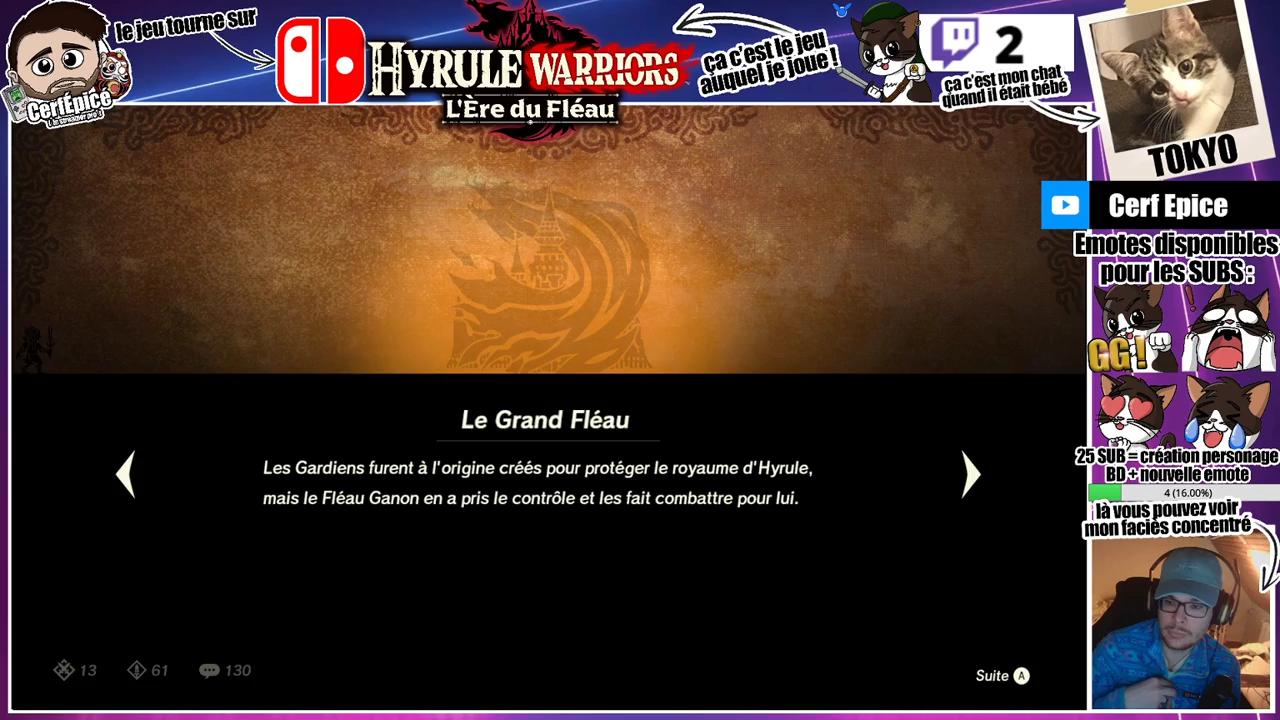 le jeu tourne sur
CerfEpice
HYRULE WARRIORS
L'Ère du Fléau
ça c'est le jeu
auquel je joue !
2
ça c'est mon chat
quand il était bébé
TOKYO
Cerf Epice
Emotes disponibles
pour les SUBS :
GG !
25 SUB = création personage
BD + nouvelle emote
4 (16.00%)
là vous pouvez voir
mon faciès concentré
Le Grand Fléau
Les Gardiens furent à l'origine créés pour protéger le royaume d'Hyrule,
mais le Fléau Ganon en a pris le contrôle et les fait combattre pour lui.
13
61
130
Suite A